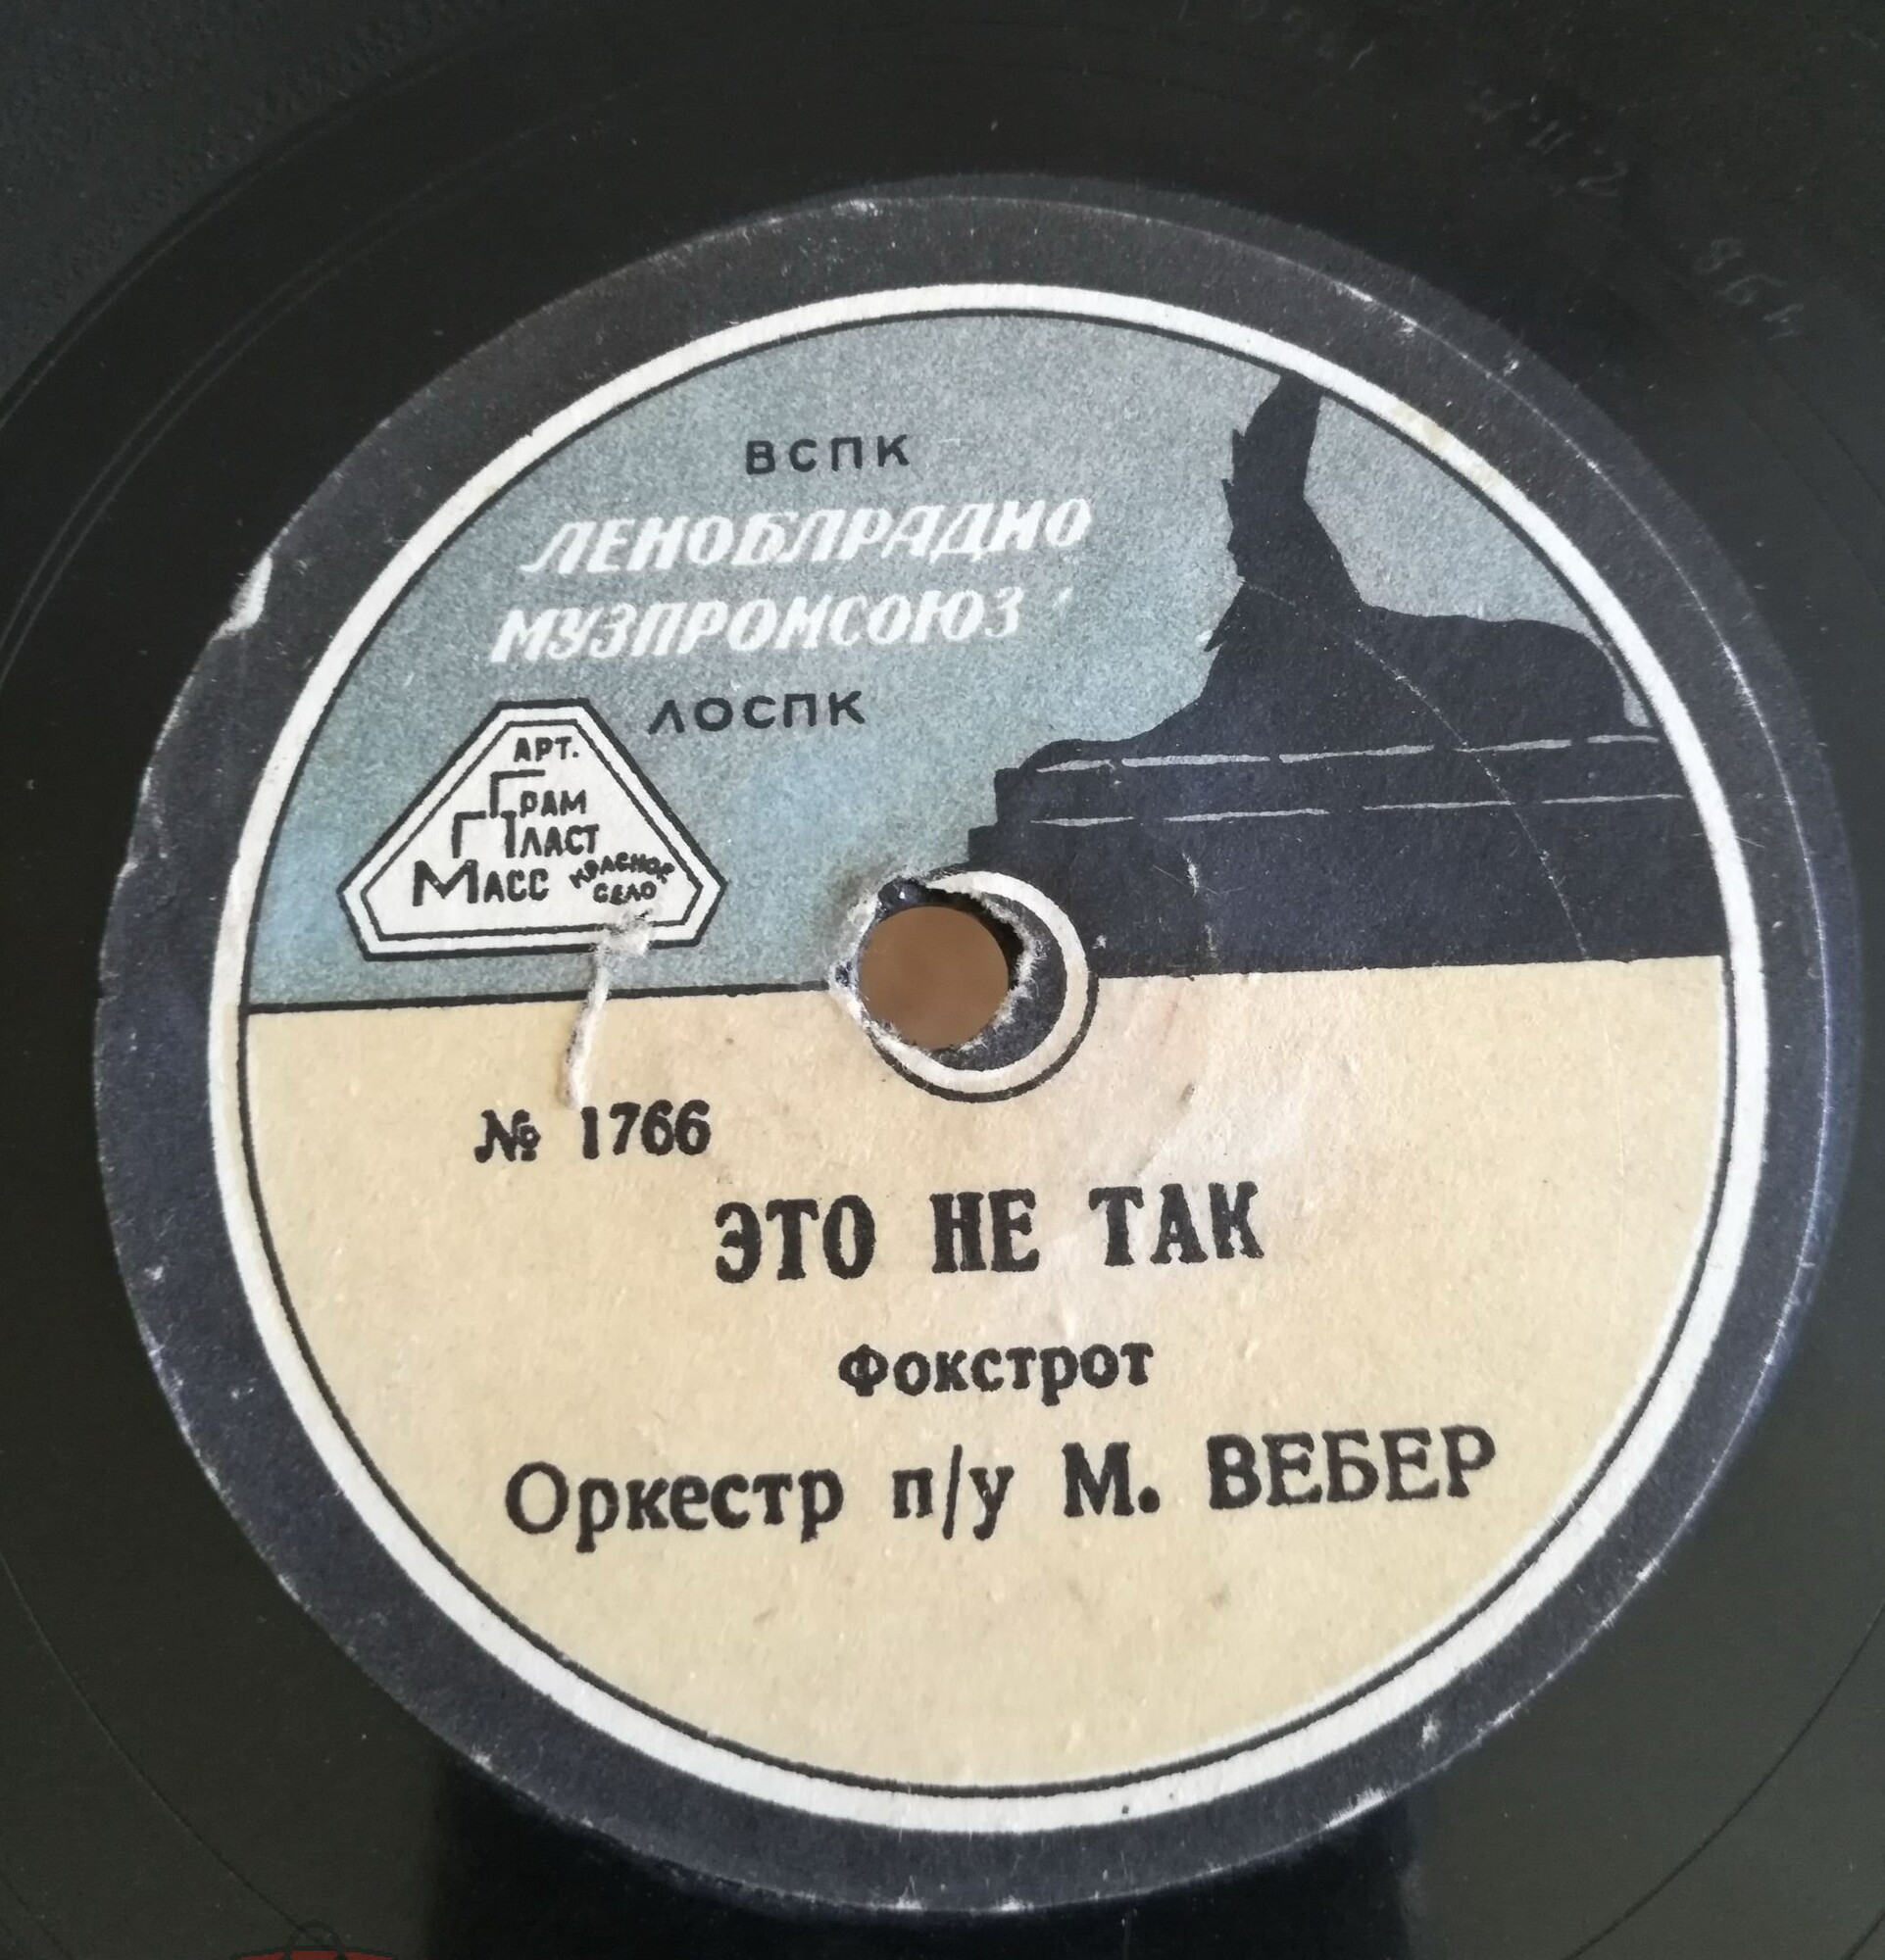 ВСПК
ЛЕНОБЛРАДИО
МУЗПРОМСОЮЗ
ЛОСПК
АРТ.
ГРАМ
ПЛАСТ
МАСС
КРАСНОЕ
СЕЛО
№ 1766
ЭТО НЕ ТАК
Фокстрот
Оркестр п/у М. ВЕБЕР